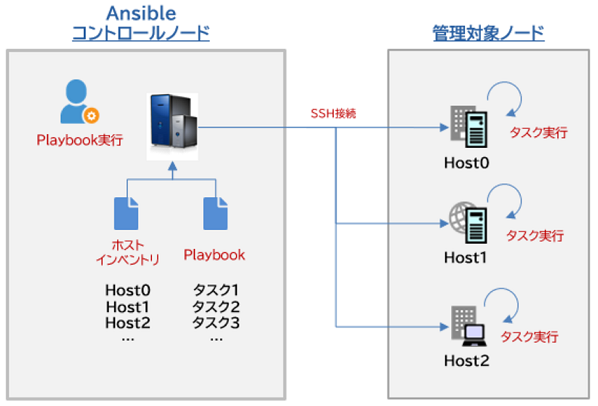 Ansible
コントロールノード
管理対象ノード
Playbook実行
SSH接続
タスク実行
Host0
ホスト
インベントリ
Playbook
タスク実行
Host1
Host0
Host1
Host2
…
タスク1
タスク2
タスク3
…
タスク実行
Host2